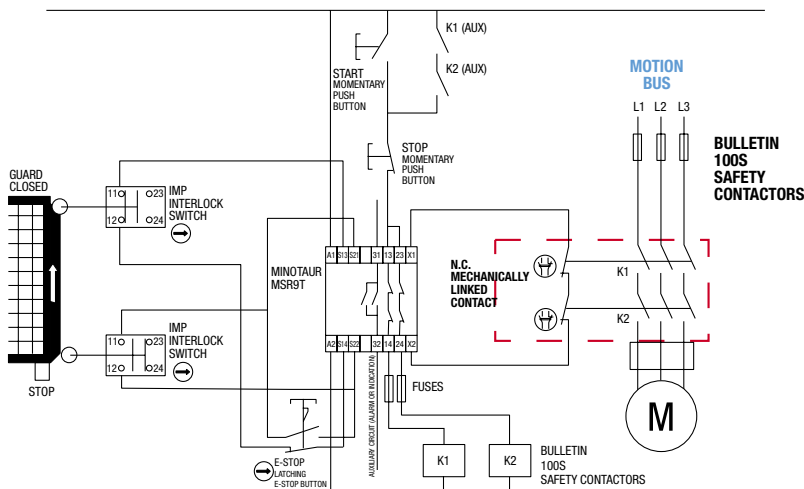 K1 (AUX)
K2 (AUX)
START
MOMENTARY
PUSH
BUTTON
MOTION
BUS
L1 L2 L3
BULLETIN
100S
SAFETY
CONTACTORS
STOP
MOMENTARY
PUSH
BUTTON
GUARD
CLOSED
11 23
12 24
IMP
INTERLOCK
SWITCH
MINOTAUR
MSR9T
A1 S13 S21 31 13 23 X1
A2 S14 S22 32 14 24 X2
N.C.
MECHANICALLY
LINKED
CONTACT
K1
K2
11 23
12 24
IMP
INTERLOCK
SWITCH
STOP
FUSES
AUXILIARY CIRCUIT (ALARM OR INDICATION)
M
E-STOP
LATCHING
E-STOP BUTTON
K1
K2
BULLETIN
100S
SAFETY CONTACTORS